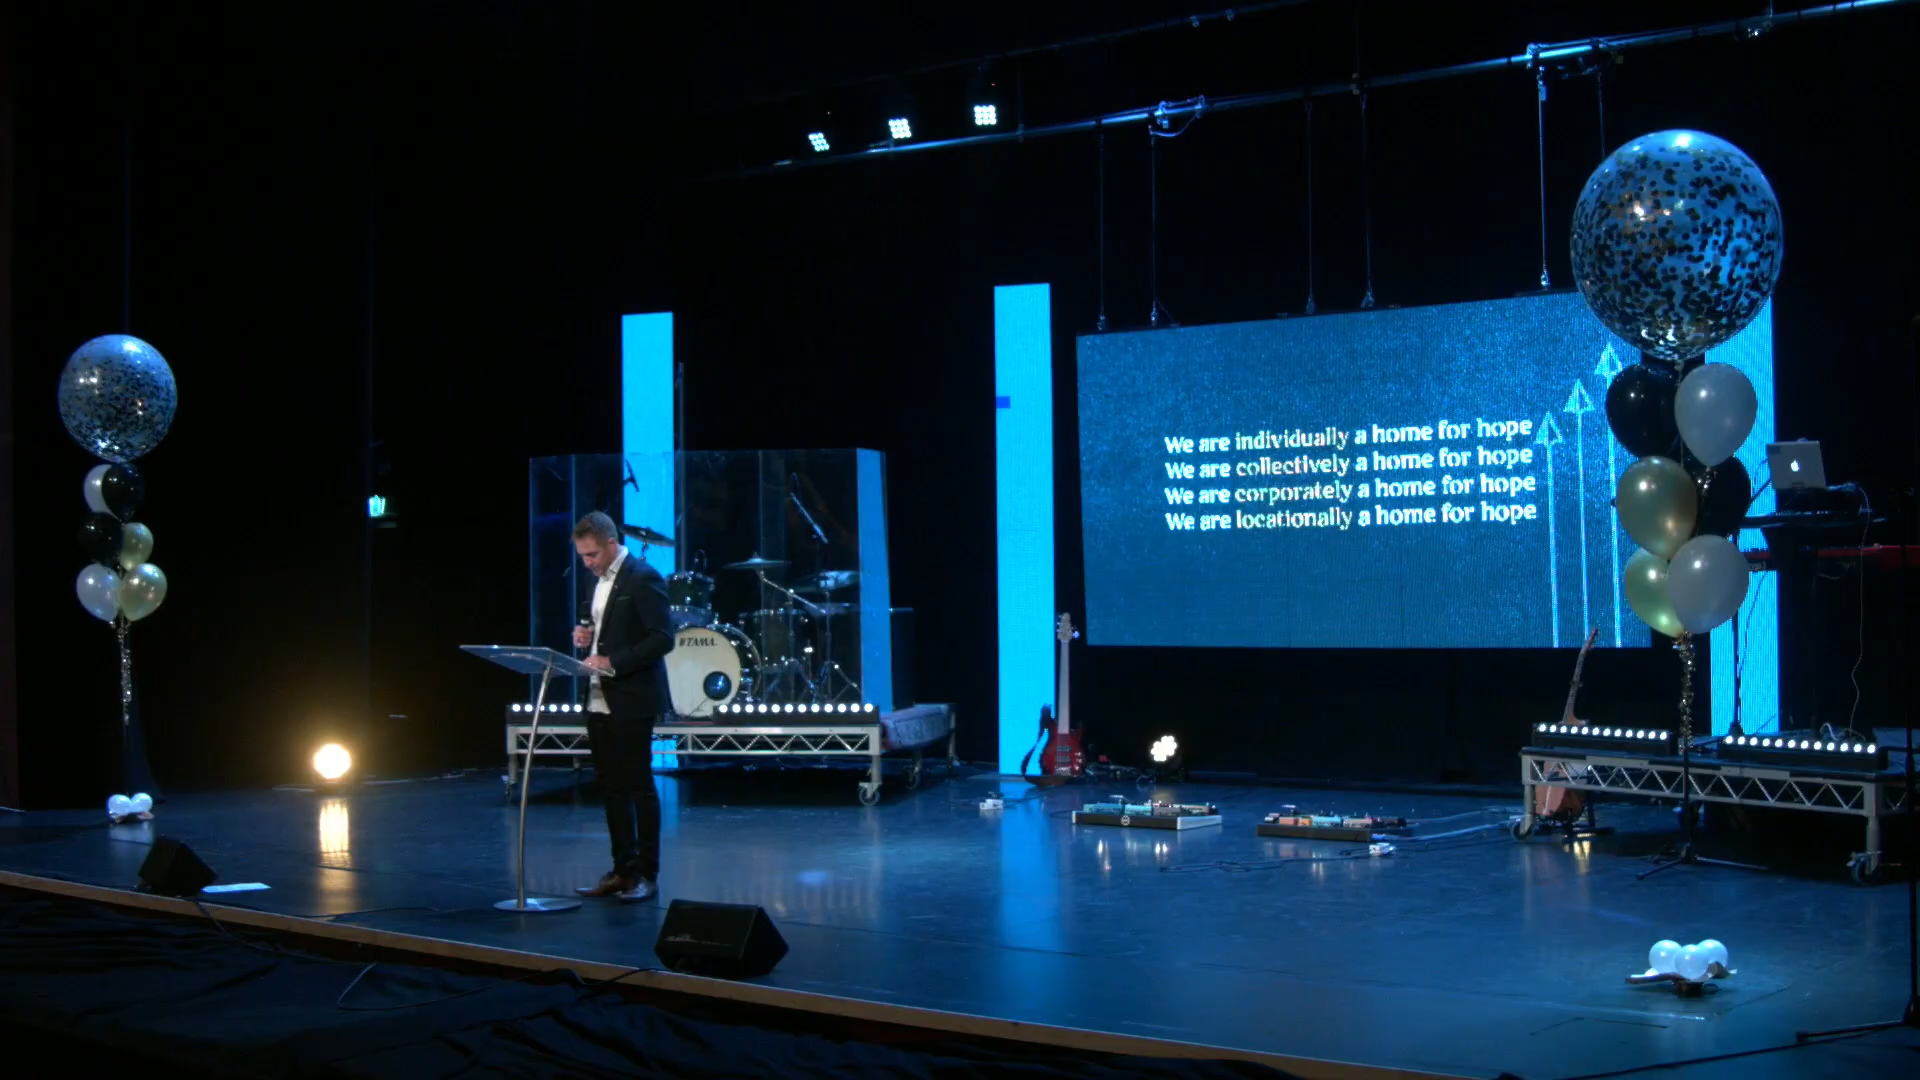 We are individually a home for hope
We are collectively a home for hope
We are corporately a home for hope
We are locationally a home for hope
TAMA